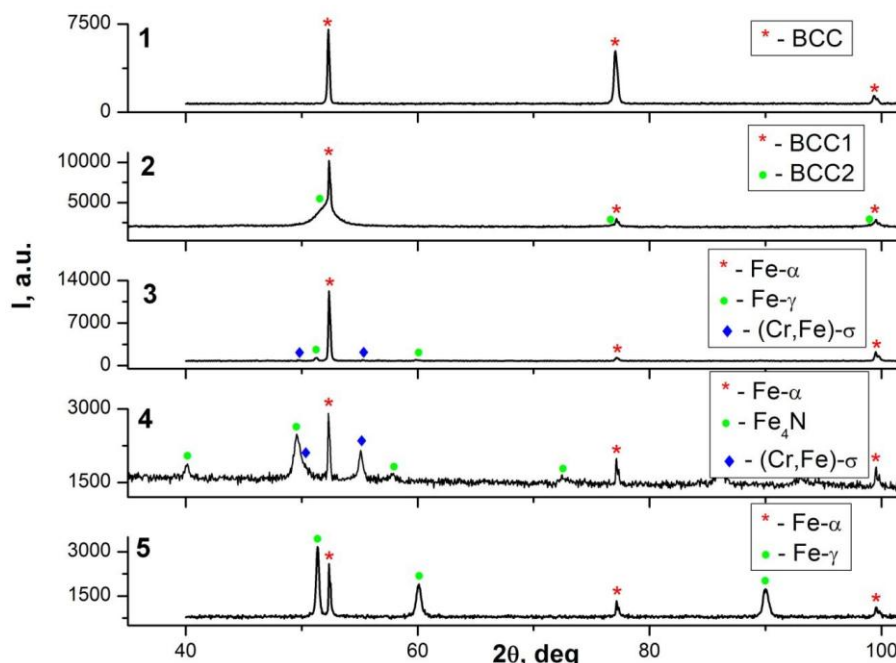 7500
0
1
* - BCC
*
*
*
10000
5000
2
* - BCC1
● - BCC2
*
*
*
14000
7000
0
3
* - Fe-α
● - Fe-γ
♦ - (Cr,Fe)-σ
*
*
*
3000
1500
4
* - Fe-α
● - Fe₄N
♦ - (Cr,Fe)-σ
*
*
*
3000
1500
5
* - Fe-α
● - Fe-γ
*
*
*
40
60
80
100
I, a.u.
2θ, deg